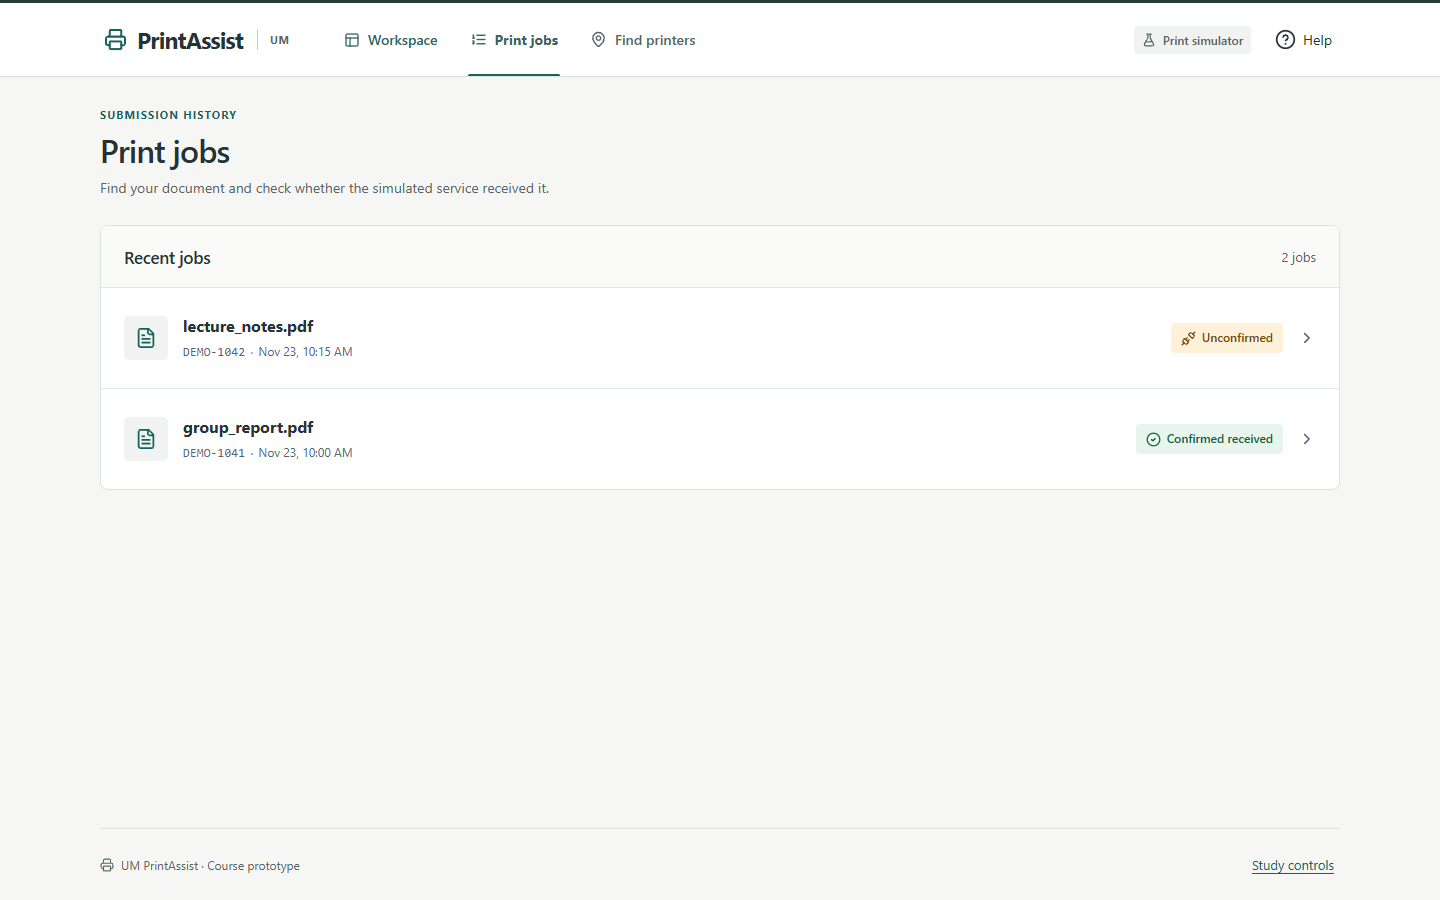 PrintAssist UM Workspace Print jobs Find printers Print simulator Help
SUBMISSION HISTORY
Print jobs
Find your document and check whether the simulated service received it.
Recent jobs 2 jobs
lecture_notes.pdf
DEMO-1042 · Nov 23, 10:15 AM Unconfirmed
group_report.pdf
DEMO-1041 · Nov 23, 10:00 AM Confirmed received
UM PrintAssist · Course prototype Study controls